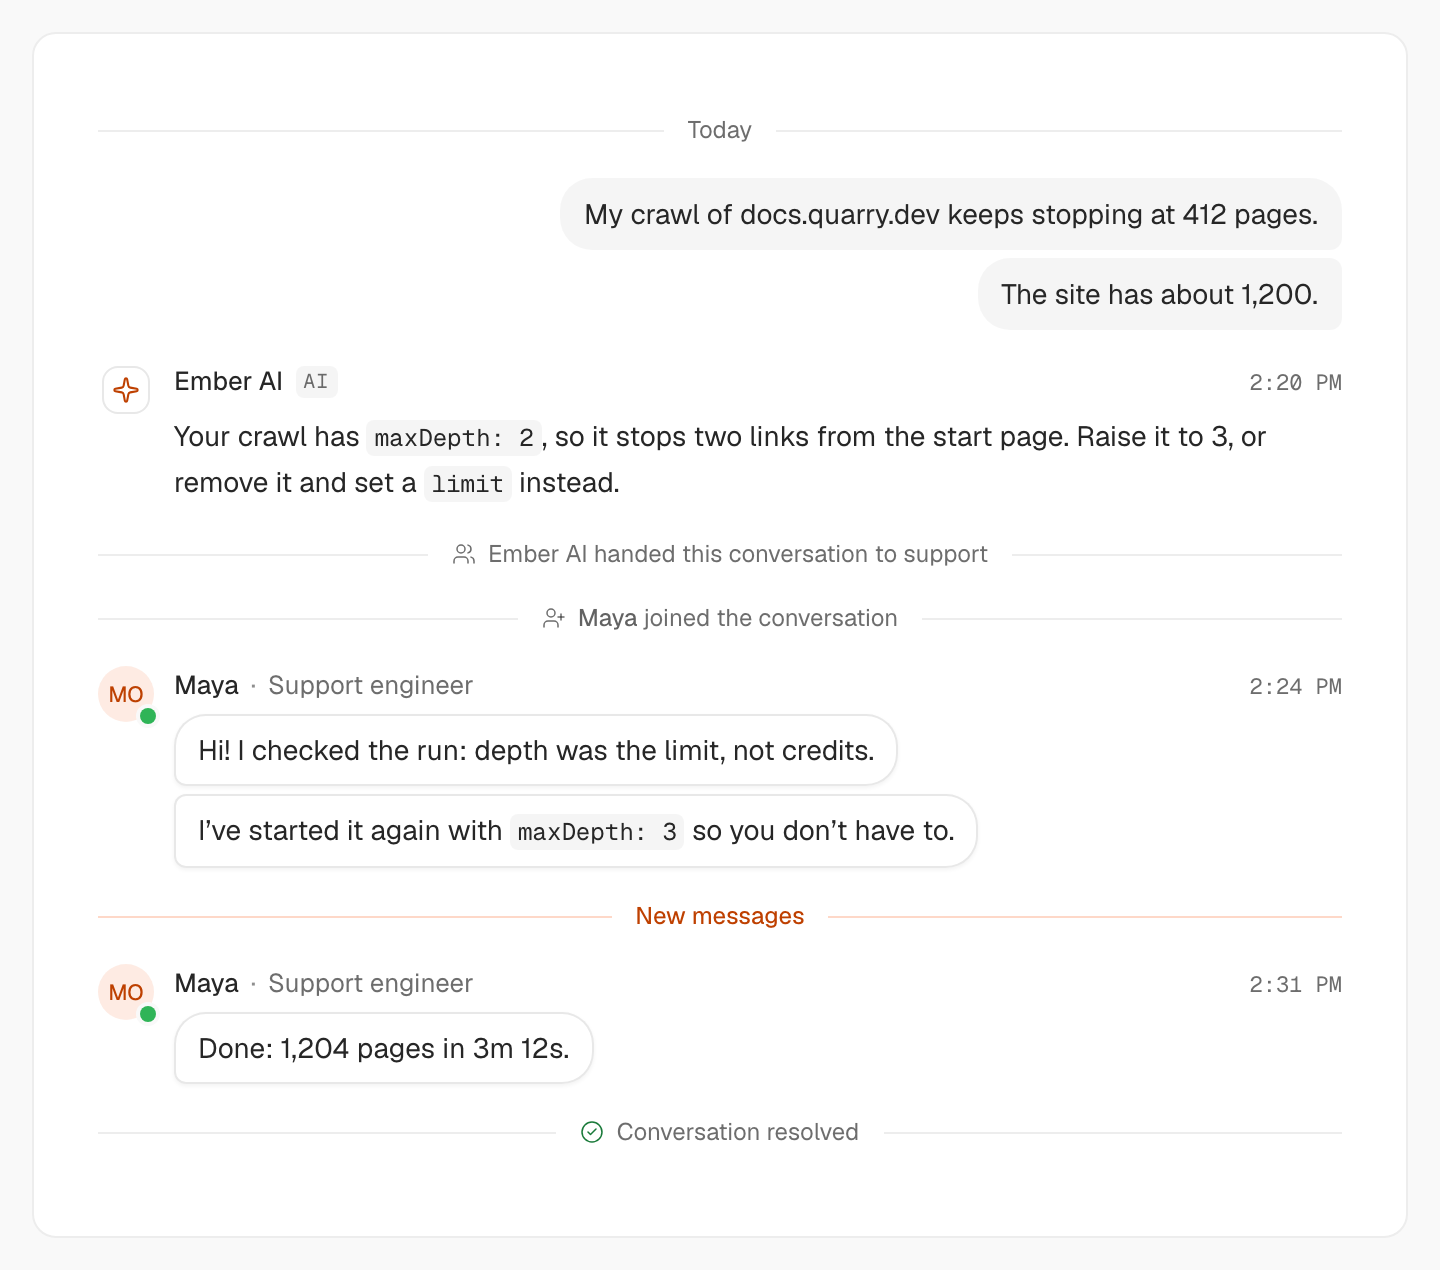 Today
My crawl of docs.quarry.dev keeps stopping at 412 pages.
The site has about 1,200.
Ember AI AI 2:20 PM
Your crawl has maxDepth: 2, so it stops two links from the start page. Raise it to 3, or
remove it and set a limit instead.
Ember AI handed this conversation to support
Maya joined the conversation
MO Maya · Support engineer 2:24 PM
Hi! I checked the run: depth was the limit, not credits.
I’ve started it again with maxDepth: 3 so you don’t have to.
New messages
MO Maya · Support engineer 2:31 PM
Done: 1,204 pages in 3m 12s.
Conversation resolved